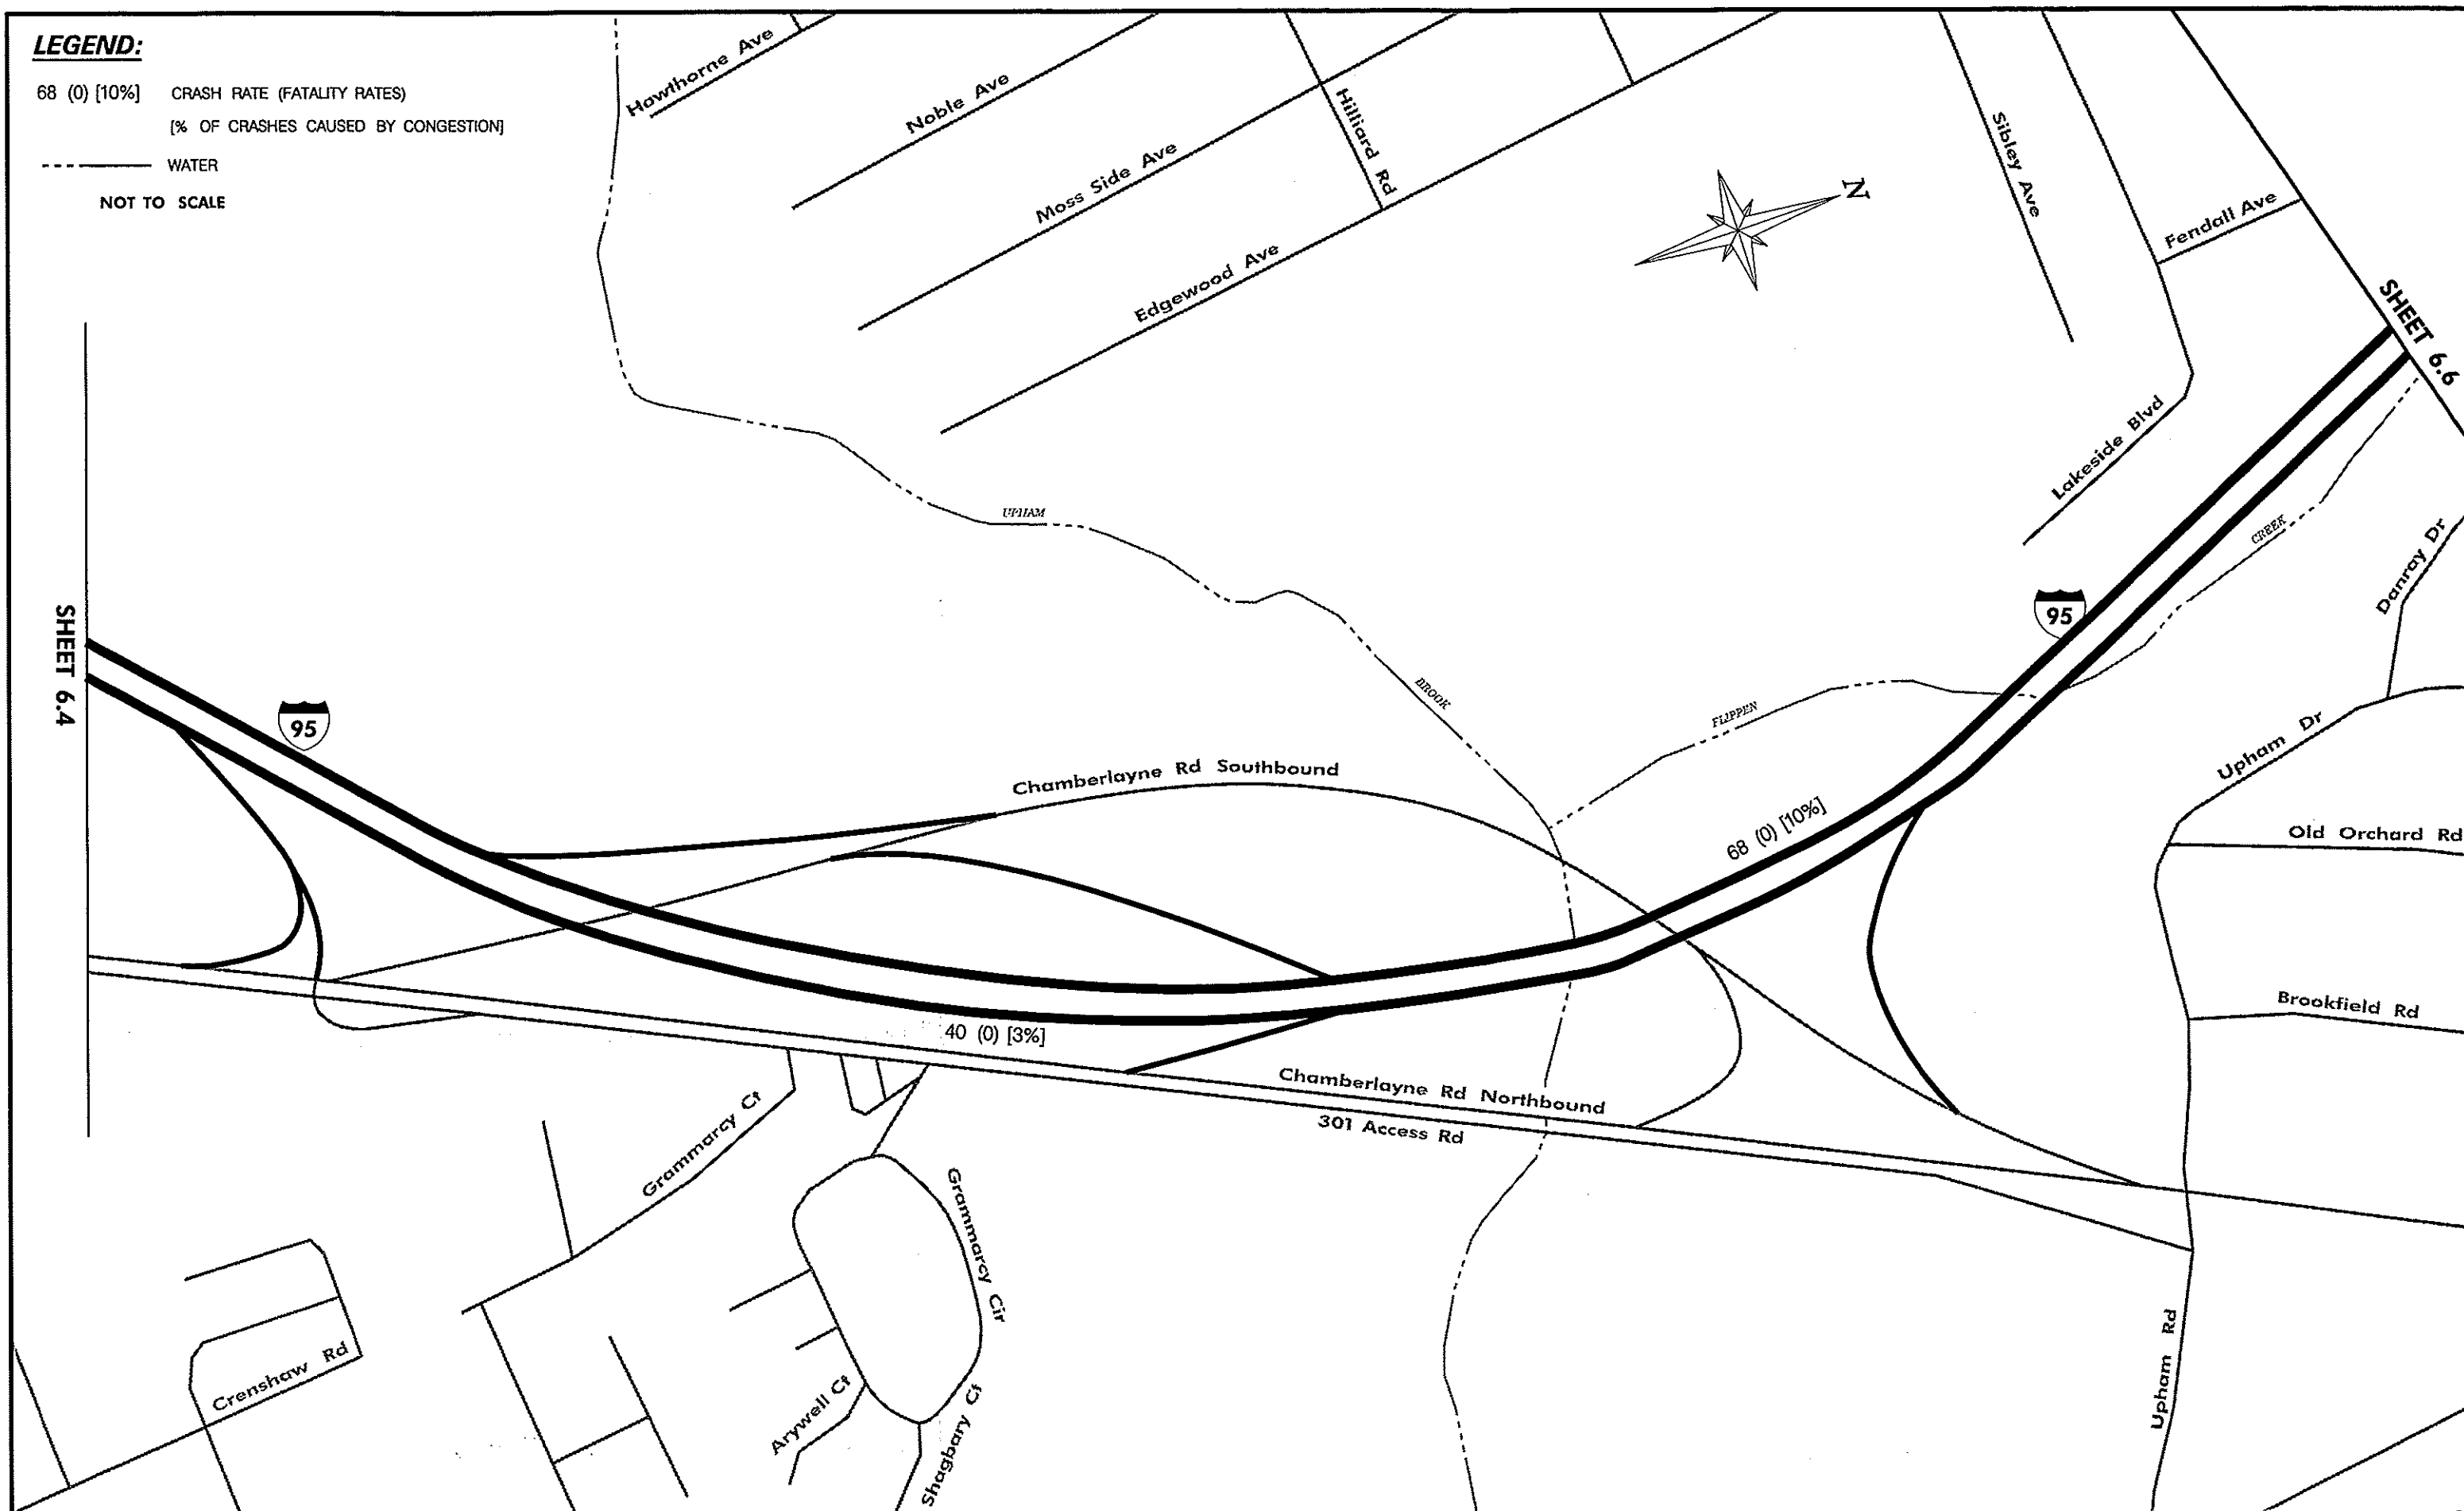 LEGEND:
68 (0) [10%] CRASH RATE (FATALITY RATES)
[% OF CRASHES CAUSED BY CONGESTION]
WATER
NOT TO SCALE
Hawthorne Ave
Noble Ave
Moss Side Ave
Hilliard Rd
Edgewood Ave
N
Sibley Ave
Fendall Ave
SHEET 6.6
Lakeside Blvd
UPHAM
CREEK
Danray Dr
SHEET 6.4
95
95
BROOK
FLIPPEN
Upham Dr
Chamberlayne Rd Southbound
68 (0) [10%]
Old Orchard Rd
Brookfield Rd
40 (0) [3%]
Chamberlayne Rd Northbound
301 Access Rd
Grammarcy Ct
Grammarcy Cir
Crenshaw Rd
Arywell Ct
Shagbary Ct
Upham Rd